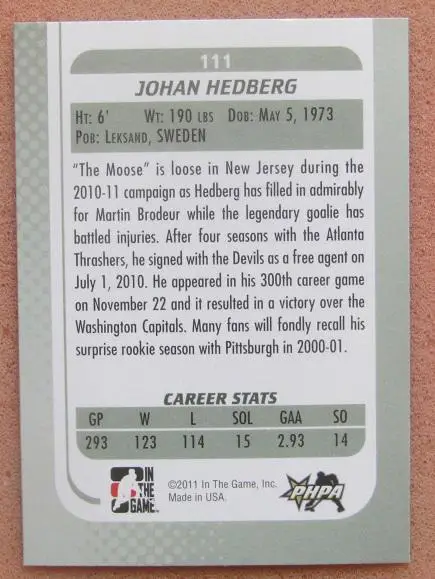 111
JOHAN HEDBERG
HT: 6' WT: 190 LBS DOB: MAY 5, 1973
POB: LEKSAND, SWEDEN
"The Moose" is loose in New Jersey during the
2010-11 campaign as Hedberg has filled in admirably
for Martin Brodeur while the legendary goalie has
battled injuries. After four seasons with the Atlanta
Thrashers, he signed with the Devils as a free agent on
July 1, 2010. He appeared in his 300th career game
on November 22 and it resulted in a victory over the
Washington Capitals. Many fans will fondly recall his
surprise rookie season with Pittsburgh in 2000-01.
CAREER STATS
GP W L SOL GAA SO
293 123 114 15 2.93 14
IN
THE
GAME
©2011 In The Game, Inc.
Made in USA.
PHPA